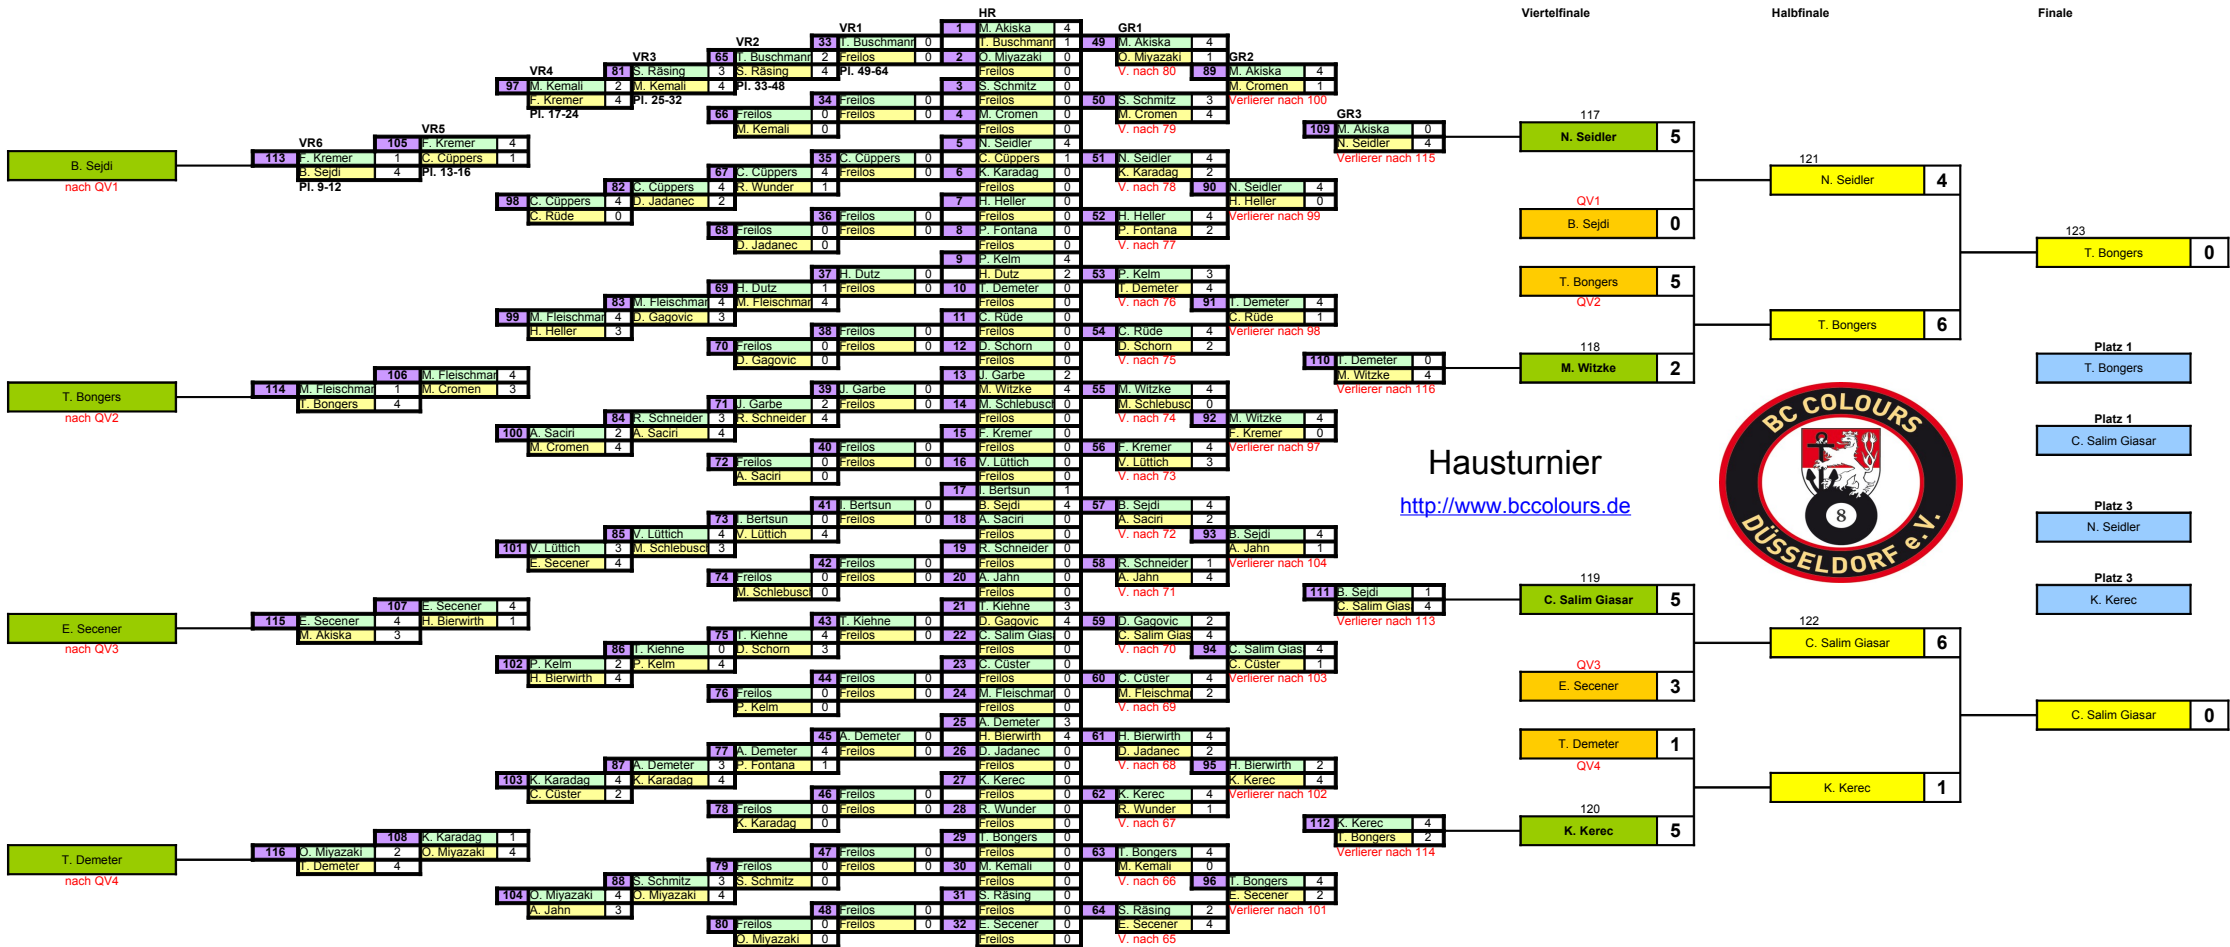 HR
Viertelfinale Halbfinale Finale
VR1 1 M. Akiska 4 GR1
VR2 33 T. Buschmann 0 T. Buschmann 1 49 M. Akiska 4
VR3 65 T. Buschmann 2 Freilos 0 2 O. Miyazaki 0 O. Miyazaki 1 GR2
VR4 81 S. Räsing 3 S. Räsing 4 Pl. 49-64 Freilos 0 V. nach 80 89 M. Akiska 4
97 M. Kemali 2 M. Kemali 4 Pl. 33-48 3 S. Schmitz 0 M. Cromen 1
F. Kremer 4 Pl. 25-32 34 Freilos 0 Freilos 0 50 S. Schmitz 3 Verlierer nach 100
Pl. 17-24 66 Freilos 0 Freilos 0 4 M. Cromen 0 M. Cromen 4 GR3 117
VR5 M. Kemali 0 Freilos 0 V. nach 79 109 M. Akiska 0 N. Seidler 5
VR6 105 F. Kremer 4 5 N. Seidler 4 N. Seidler 4
B. Sejdi 113 F. Kremer 1 C. Cüppers 1 35 C. Cüppers 0 C. Cüppers 1 51 N. Seidler 4 Verlierer nach 115 121
nach QV1 B. Sejdi 4 Pl. 13-16 67 C. Cüppers 4 Freilos 0 6 K. Karadag 0 K. Karadag 2 N. Seidler 4
Pl. 9-12 82 C. Cüppers 4 R. Wunder 1 Freilos 0 V. nach 78 90 N. Seidler 4
98 C. Cüppers 4 D. Jadanec 2 7 H. Heller 0 H. Heller 0 QV1
C. Rüde 0 36 Freilos 0 Freilos 0 52 H. Heller 4 Verlierer nach 99 B. Sejdi 0
68 Freilos 0 Freilos 0 8 P. Fontana 0 P. Fontana 2 123
D. Jadanec 0 Freilos 0 V. nach 77 T. Bongers 0
9 P. Kelm 4
37 H. Dutz 0 H. Dutz 2 53 P. Kelm 3
69 H. Dutz 1 Freilos 0 10 T. Demeter 0 T. Demeter 4 T. Bongers 5
83 M. Fleischmar 4 M. Fleischmar 4 Freilos 0 V. nach 76 91 T. Demeter 4 QV2
99 M. Fleischmar 4 D. Gagovic 3 11 C. Rüde 0 C. Rüde 1 T. Bongers 6
H. Heller 3 38 Freilos 0 Freilos 0 54 C. Rüde 4 Verlierer nach 98
70 Freilos 0 Freilos 0 12 D. Schorn 0 D. Schorn 2 118 Platz 1
D. Gagovic 0 Freilos 0 V. nach 75 110 T. Demeter 0 M. Witzke 2 T. Bongers
106 M. Fleischmar 4 13 J. Garbe 2 M. Witzke 4
T. Bongers 114 M. Fleischmar 1 M. Cromen 3 39 J. Garbe 0 M. Witzke 4 55 M. Witzke 4 Verlierer nach 116
nach QV2 T. Bongers 4 71 J. Garbe 2 Freilos 0 14 M. Schlebusch 0 M. Schlebusc 0 Platz 1
84 R. Schneider 3 R. Schneider 4 Freilos 0 V. nach 74 92 M. Witzke 4 C. Salim Giasar
100 A. Saciri 2 A. Saciri 4 15 F. Kremer 0 F. Kremer 0
M. Cromen 4 40 Freilos 0 Freilos 0 56 F. Kremer 4 Verlierer nach 97
72 Freilos 0 Freilos 0 16 V. Lüttich 0 V. Lüttich 3
A. Saciri 0 Freilos 0 V. nach 73
Hausturnier
http://www.bccolours.de
BC COLOURS
8
DÜSSELDORF e. V.
17 I. Bertsun 1
41 I. Bertsun 0 B. Sejdi 4 57 B. Sejdi 4 Platz 3
73 I. Bertsun 0 Freilos 0 18 A. Saciri 0 A. Saciri 2 N. Seidler
85 V. Lüttich 4 V. Lüttich 4 Freilos 0 V. nach 72 93 B. Sejdi 4
101 V. Lüttich 3 M. Schlebuscl 3 19 R. Schneider 0 A. Jahn 1
E. Secener 4 42 Freilos 0 Freilos 0 58 R. Schneider 1 Verlierer nach 104
74 Freilos 0 Freilos 0 20 A. Jahn 0 A. Jahn 4 119 Platz 3
M. Schlebuscl 0 Freilos 0 V. nach 71 111 B. Sejdi 1 C. Salim Giasar 5 K. Kerec
107 E. Secener 4 21 T. Kiehne 3 C. Salim Gias 4
E. Secener 115 E. Secener 4 H. Bierwirth 1 43 T. Kiehne 0 D. Gagovic 4 59 D. Gagovic 2 Verlierer nach 113 122
nach QV3 M. Akiska 3 75 T. Kiehne 4 Freilos 0 22 C. Salim Gias 0 C. Salim Gias 4 C. Salim Giasar 6
86 T. Kiehne 0 D. Schorn 3 Freilos 0 V. nach 70 94 C. Salim Gias 4
102 P. Kelm 2 P. Kelm 4 23 C. Cüster 0 C. Cüster 1 QV3
H. Bierwirth 4 44 Freilos 0 Freilos 0 60 C. Cüster 4 Verlierer nach 103 E. Secener 3
76 Freilos 0 Freilos 0 24 M. Fleischmar 0 M. Fleischmai 2
P. Kelm 0 Freilos 0 V. nach 69 C. Salim Giasar 0
25 A. Demeter 3
45 A. Demeter 0 H. Bierwirth 4 61 H. Bierwirth 4 T. Demeter 1
77 A. Demeter 4 Freilos 0 26 D. Jadanec 0 D. Jadanec 2 QV4
87 A. Demeter 3 P. Fontana 1 Freilos 0 V. nach 68 95 H. Bierwirth 2
103 K. Karadag 4 K. Karadag 4 27 K. Kerec 0 K. Kerec 4 K. Kerec 1
C. Cüster 2 46 Freilos 0 Freilos 0 62 K. Kerec 4 Verlierer nach 102
78 Freilos 0 Freilos 0 28 R. Wunder 0 R. Wunder 1 120
K. Karadag 0 Freilos 0 V. nach 67 112 K. Kerec 4 K. Kerec 5
108 K. Karadag 1 29 T. Bongers 0 T. Bongers 2
T. Demeter 116 O. Miyazaki 2 O. Miyazaki 4 47 Freilos 0 Freilos 0 63 T. Bongers 4 Verlierer nach 114
nach QV4 T. Demeter 4 79 Freilos 0 Freilos 0 30 M. Kemali 0 M. Kemali 0
88 S. Schmitz 3 S. Schmitz 0 Freilos 0 V. nach 66 96 T. Bongers 4
104 O. Miyazaki 4 O. Miyazaki 4 31 S. Räsing 0 E. Secener 2
A. Jahn 3 48 Freilos 0 Freilos 0 64 S. Räsing 2 Verlierer nach 101
80 Freilos 0 Freilos 0 32 E. Secener 0 E. Secener 4
O. Miyazaki 0 Freilos 0 V. nach 65